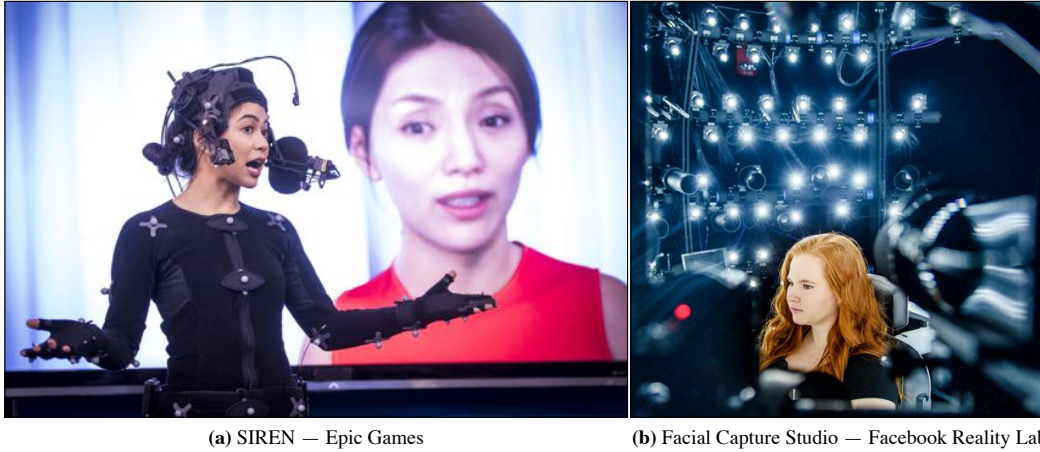 (a) SIREN — Epic Games
(b) Facial Capture Studio — Facebook Reality Lab